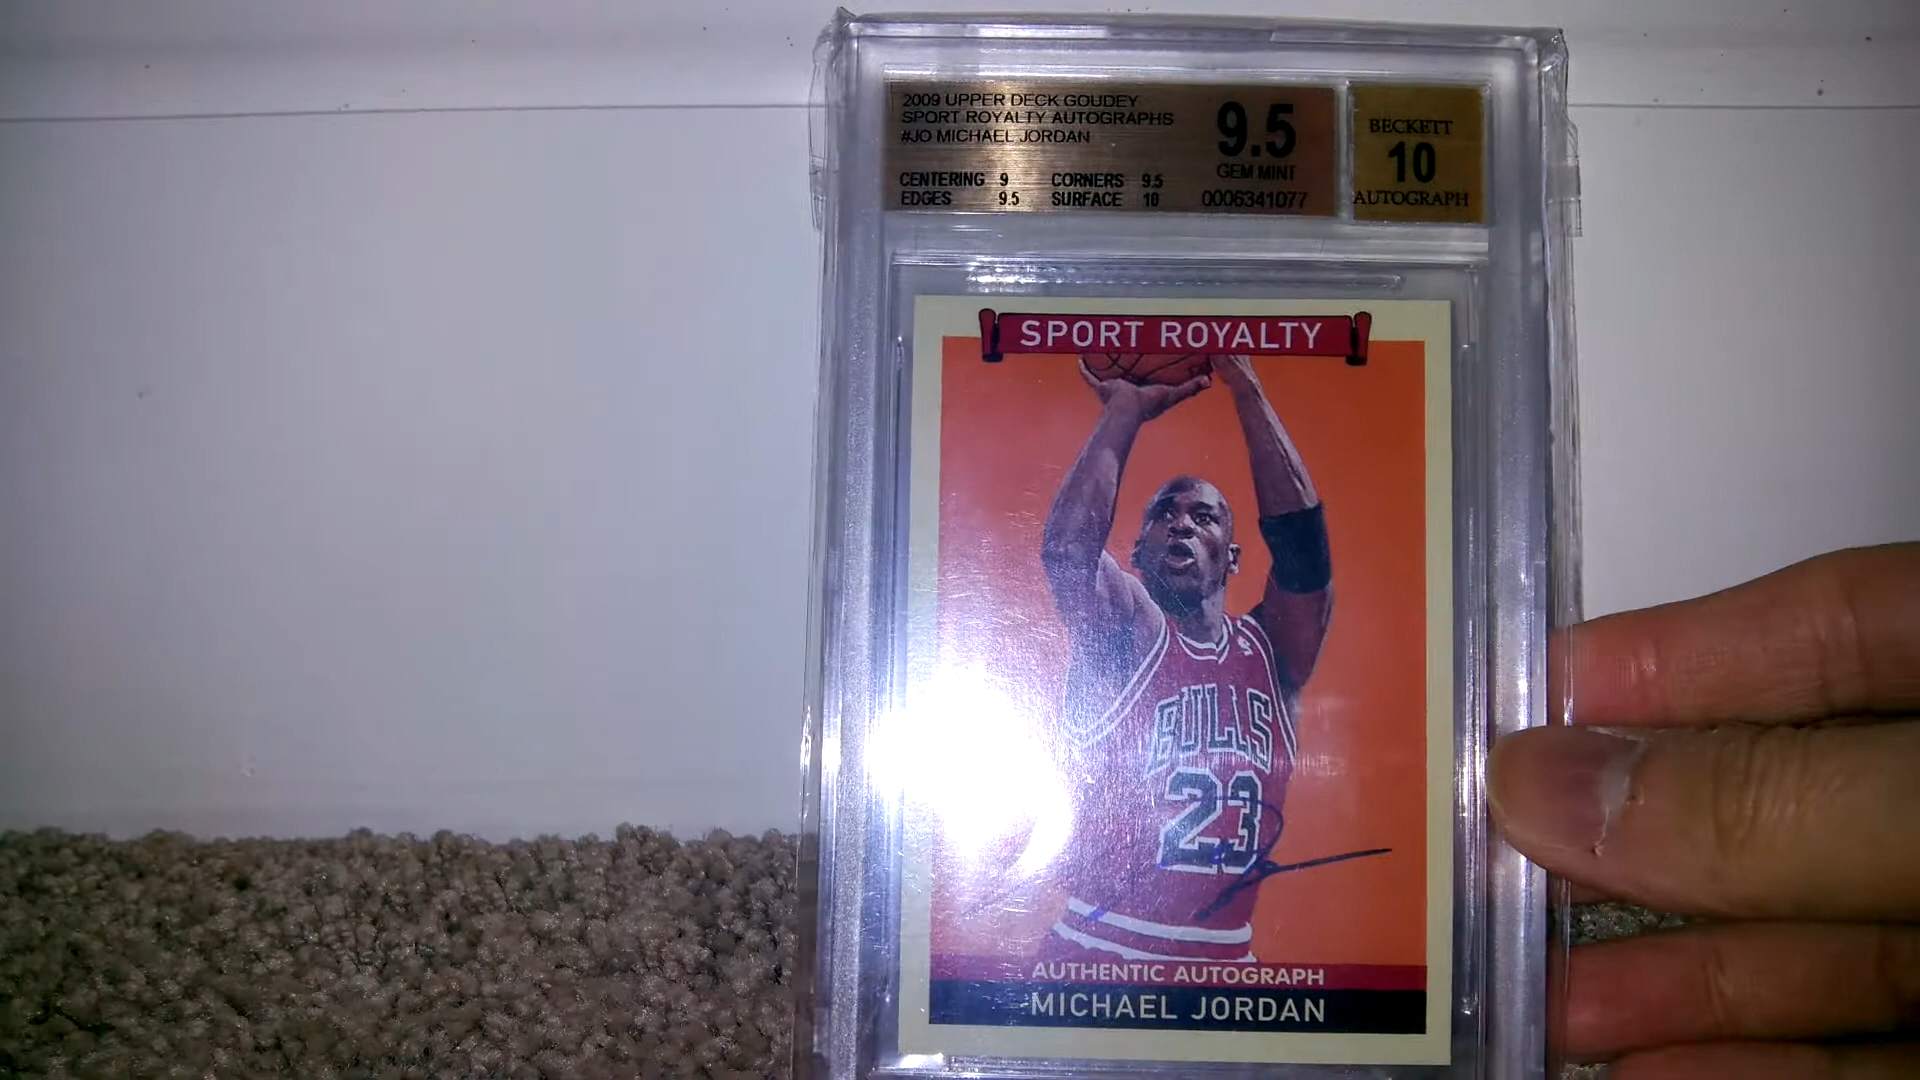 2009 UPPER DECK GOUDEY
SPORT ROYALTY AUTOGRAPHS
#JO MICHAEL JORDAN
CENTERING 9 CORNERS 9.5
EDGES 9.5 SURFACE 10
9.5
GEM MINT
0006341077
BECKETT
10
AUTOGRAPH
SPORT ROYALTY
BULLS
23
AUTHENTIC AUTOGRAPH
MICHAEL JORDAN